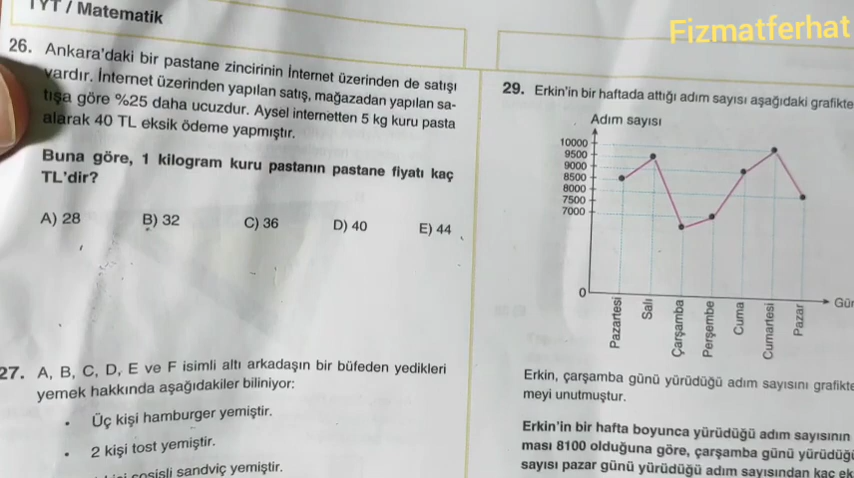 TYT / Matematik
Fizmatferhat
26. Ankara'daki bir pastane zincirinin İnternet üzerinden de satışı
vardır. İnternet üzerinden yapılan satış, mağazadan yapılan sa-
tışa göre %25 daha ucuzdur. Aysel internetten 5 kg kuru pasta
alarak 40 TL eksik ödeme yapmıştır.
Buna göre, 1 kilogram kuru pastanın pastane fiyatı kaç
TL'dir?
A) 28 B) 32 C) 36 D) 40 E) 44
27. A, B, C, D, E ve F isimli altı arkadaşın bir büfeden yedikleri
yemek hakkında aşağıdakiler biliniyor:
• Üç kişi hamburger yemiştir.
• 2 kişi tost yemiştir.
sosisli sandviç yemiştir.
29. Erkin'in bir haftada attığı adım sayısı aşağıdaki grafikte
Adım sayısı
10000
9500
9000
8500
8000
7500
7000
0
Gün
Pazartesi
Salı
Çarşamba
Perşembe
Cuma
Cumartesi
Pazar
Erkin, çarşamba günü yürüdüğü adım sayısını grafikte
meyi unutmuştur.
Erkin'in bir hafta boyunca yürüdüğü adım sayısının
ması 8100 olduğuna göre, çarşamba günü yürüdüğü
sayısı pazar günü yürüdüğü adım sayısından kaç ek